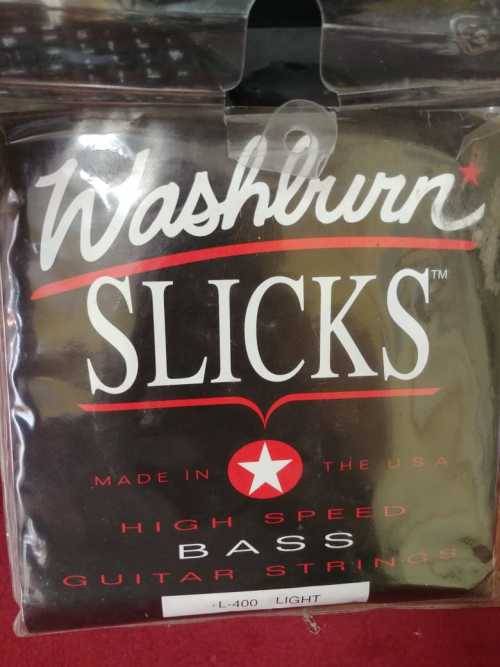 Washburn
SLICKS™
MADE IN THE USA
HIGH SPEED
BASS
GUITAR STRINGS
L-400 LIGHT